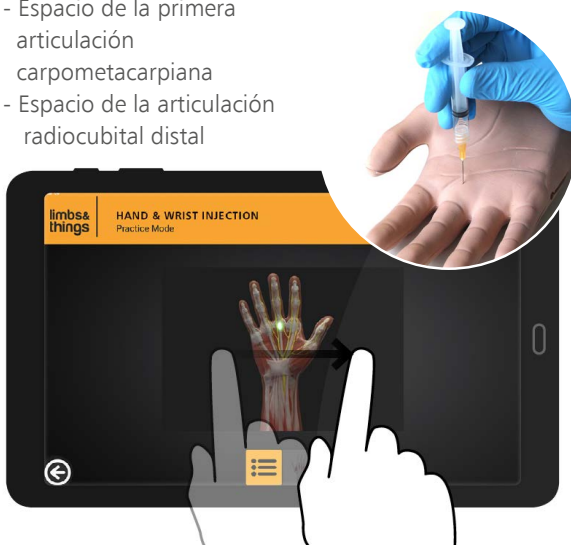 - Espacio de la primera
articulación
carpometacarpiana
- Espacio de la articulación
radiocubital distal
limbs&
things
HAND & WRIST INJECTION
Practice Mode